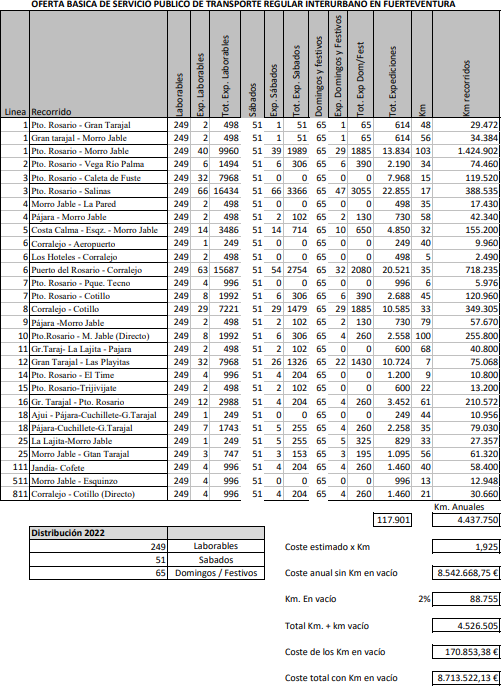 OFERTA BASICA DE SERVICIO PUBLICO DE TRANSPORTE REGULAR INTERURBANO EN FUERTEVENTURA
Linea Recorrido Laborables Exp. Laborables Tot. Exp. Laborables Sábados Exp. Sábados Tot. Exp. Sabados Domingos y festivos Exp. Domingos y Festivos Tot. Exp Dom/Fest Tot. Expediciones Km Km recorridos
1 Pto. Rosario - Gran Tarajal 249 2 498 51 1 51 65 1 65 614 48 29.472
1 Gran tarajal - Morro Jable 249 2 498 51 1 51 65 1 65 614 56 34.384
1 Pto. Rosario - Morro Jable 249 40 9960 51 39 1989 65 29 1885 13.834 103 1.424.902
2 Pto. Rosario - Vega Rio Palma 249 6 1494 51 6 306 65 6 390 2.190 34 74.460
3 Pto. Rosario - Caleta de Fuste 249 32 7968 51 0 0 65 0 0 7.968 15 119.520
3 Pto. Rosario - Salinas 249 66 16434 51 66 3366 65 47 3055 22.855 17 388.535
4 Morro Jable - La Pared 249 2 498 51 0 0 65 0 0 498 35 17.430
4 Pájara - Morro Jable 249 2 498 51 2 102 65 2 130 730 58 42.340
5 Costa Calma - Esqz. - Morro Jable 249 14 3486 51 14 714 65 10 650 4.850 32 155.200
6 Corralejo - Aeropuerto 249 1 249 51 0 0 65 0 0 249 40 9.960
6 Los Hoteles - Corralejo 249 2 498 51 0 0 65 0 0 498 5 2.490
6 Puerto del Rosario - Corralejo 249 63 15687 51 54 2754 65 32 2080 20.521 35 718.235
7 Pto. Rosario - Pque. Tecno 249 4 996 51 0 0 65 0 0 996 6 5.976
7 Pto. Rosario - Cotillo 249 8 1992 51 6 306 65 6 390 2.688 45 120.960
8 Corralejo - Cotillo 249 29 7221 51 29 1479 65 29 1885 10.585 33 349.305
9 Pájara -Morro Jable 249 2 498 51 2 102 65 2 130 730 79 57.670
10 Pto.Rosario - M. Jable (Directo) 249 8 1992 51 6 306 65 4 260 2.558 100 255.800
11 Gr.Taraj- La Lajita - Pajara 249 2 498 51 2 102 65 0 0 600 68 40.800
12 Gran Tarajal - Las Playitas 249 32 7968 51 26 1326 65 22 1430 10.724 7 75.068
14 Pto. Rosario - El Time 249 4 996 51 4 204 65 0 0 1.200 9 10.800
15 Pto. Rosario-Trijivijate 249 2 498 51 2 102 65 0 0 600 22 13.200
16 Gr. Tarajal - Pto. Rosario 249 12 2988 51 4 204 65 4 260 3.452 61 210.572
18 Ajui - Pájara-Cuchillete-G.Tarajal 249 1 249 51 0 0 65 0 0 249 44 10.956
18 Pájara-Cuchillete-G.Tarajal 249 7 1743 51 5 255 65 4 260 2.258 35 79.030
25 La Lajita-Morro Jable 249 1 249 51 5 255 65 5 325 829 33 27.357
25 Morro Jable - Gtan Tarajal 249 3 747 51 3 153 65 3 195 1.095 56 61.320
111 Jandía- Cofete 249 4 996 51 4 204 65 4 260 1.460 40 58.400
511 Morro Jable - Esquinzo 249 4 996 51 0 0 65 0 0 996 13 12.948
811 Corralejo - Cotillo (Directo) 249 4 996 51 4 204 65 4 260 1.460 21 30.660
Km. Anuales
117.901 4.437.750
Distribución 2022
249 Laborables
51 Sabados
65 Domingos / Festivos
Coste estimado x Km 1,925
Coste anual sin Km en vacío 8.542.668,75 €
Km. En vacío 2% 88.755
Total Km. + km vacío 4.526.505
Coste de los Km en vacío 170.853,38 €
Coste total con Km en vacío 8.713.522,13 €